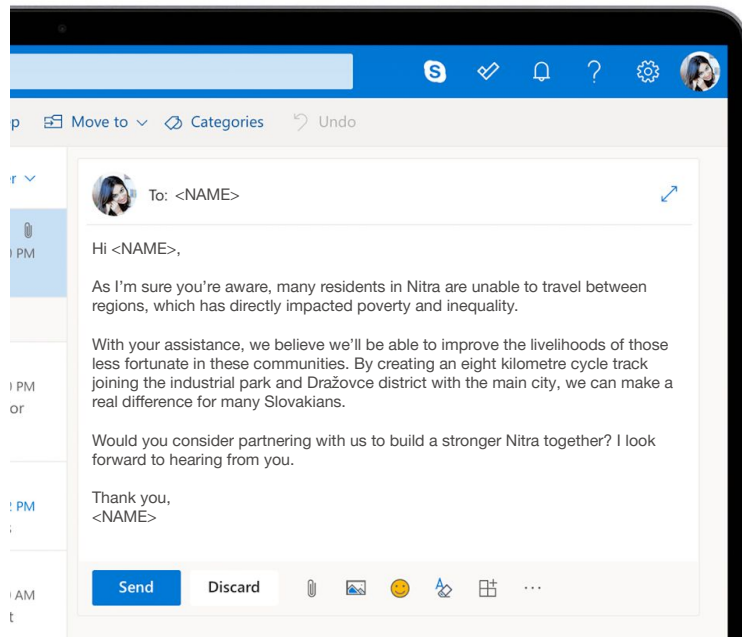 Move to
Categories
Undo
PM
To: <NAME>
Hi <NAME>,
PM
As I’m sure you’re aware, many residents in Nitra are unable to travel between
regions, which has directly impacted poverty and inequality.
With your assistance, we believe we’ll be able to improve the livelihoods of those
less fortunate in these communities. By creating an eight kilometre cycle track
joining the industrial park and Dražovce district with the main city, we can make a
real difference for many Slovakians.
PM
or
Would you consider partnering with us to build a stronger Nitra together? I look
forward to hearing from you.
Thank you,
<NAME>
PM
Send
Discard
AM